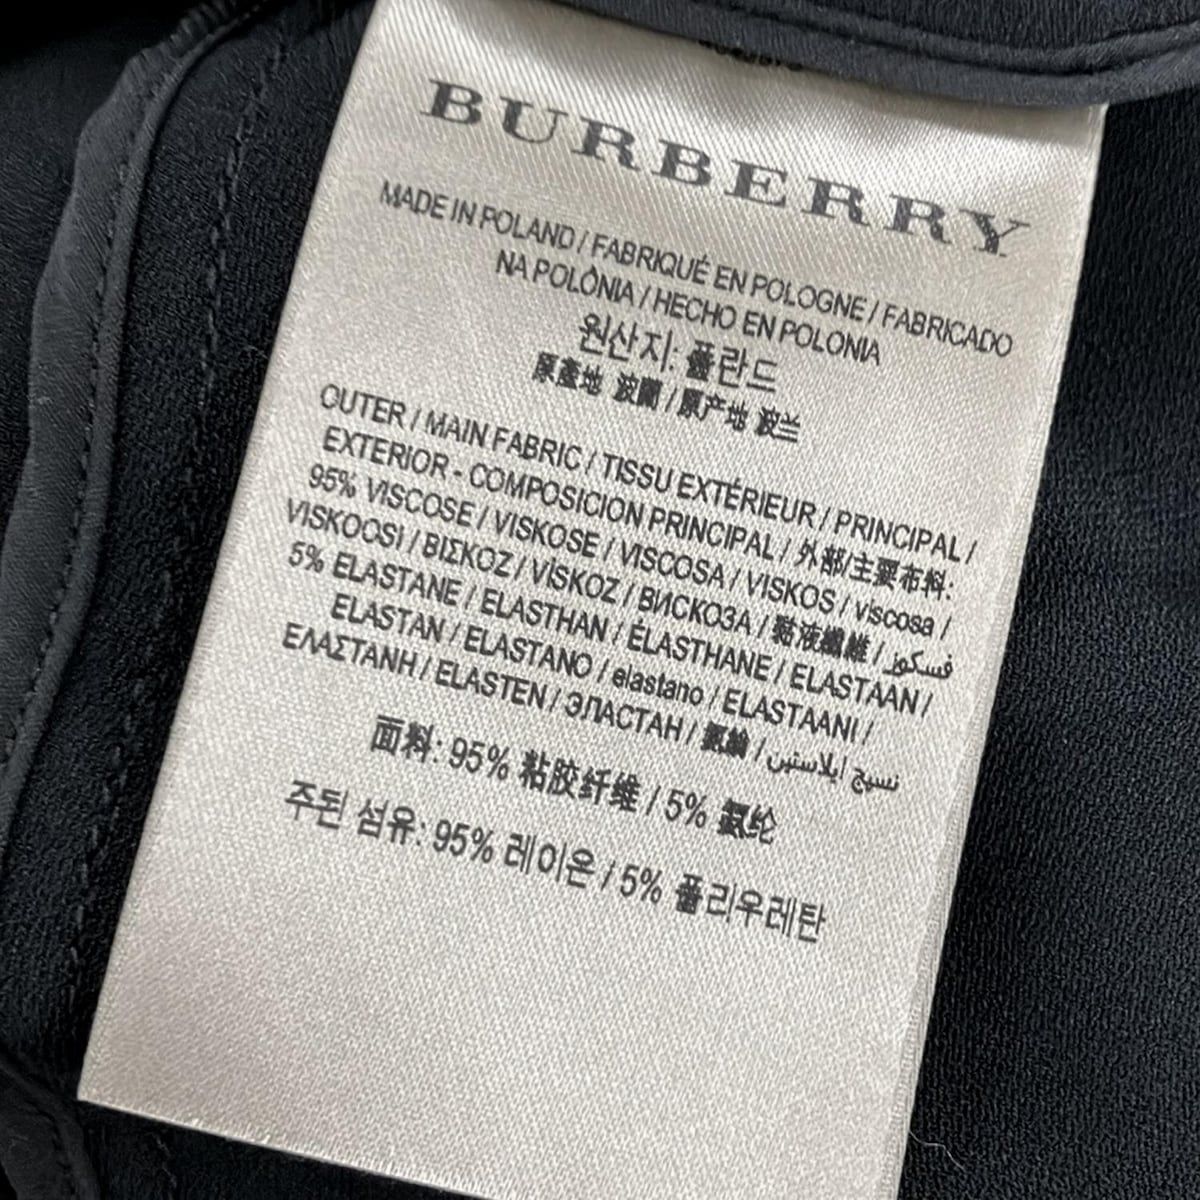 BURBERRY
MADE IN POLAND / FABRIQUÉ EN POLOGNE / FABRICADO
NA POLÔNIA / HECHO EN POLONIA
원산지: 폴란드
原產地 波蘭 / 原产地 波兰
OUTER / MAIN FABRIC / TISSU EXTÉRIEUR / PRINCIPAL /
EXTERIOR - COMPOSICION PRINCIPAL / 外部/主要布料:
95% VISCOSE / VISKOSE / VISCOSA / VISKOS / viscosa /
VISKOOSI / ΒΙΣΚΟΖ / VİSKOZ / ВИСКОЗА / 黏液纖維 / فسكوز
5% ELASTANE / ELASTHAN / ÉLASTHANE / ELASTAAN /
ELASTAN / ELASTANO / elastano / ELASTAANI /
ΕΛΑΣΤΑΝΗ / ELASTEN / ЭЛАСТАН / 氨綸 / نسيج ايلاستين
面料: 95% 粘胶纤维 / 5% 氨纶
주된 섬유: 95% 레이온 / 5% 폴리우레탄